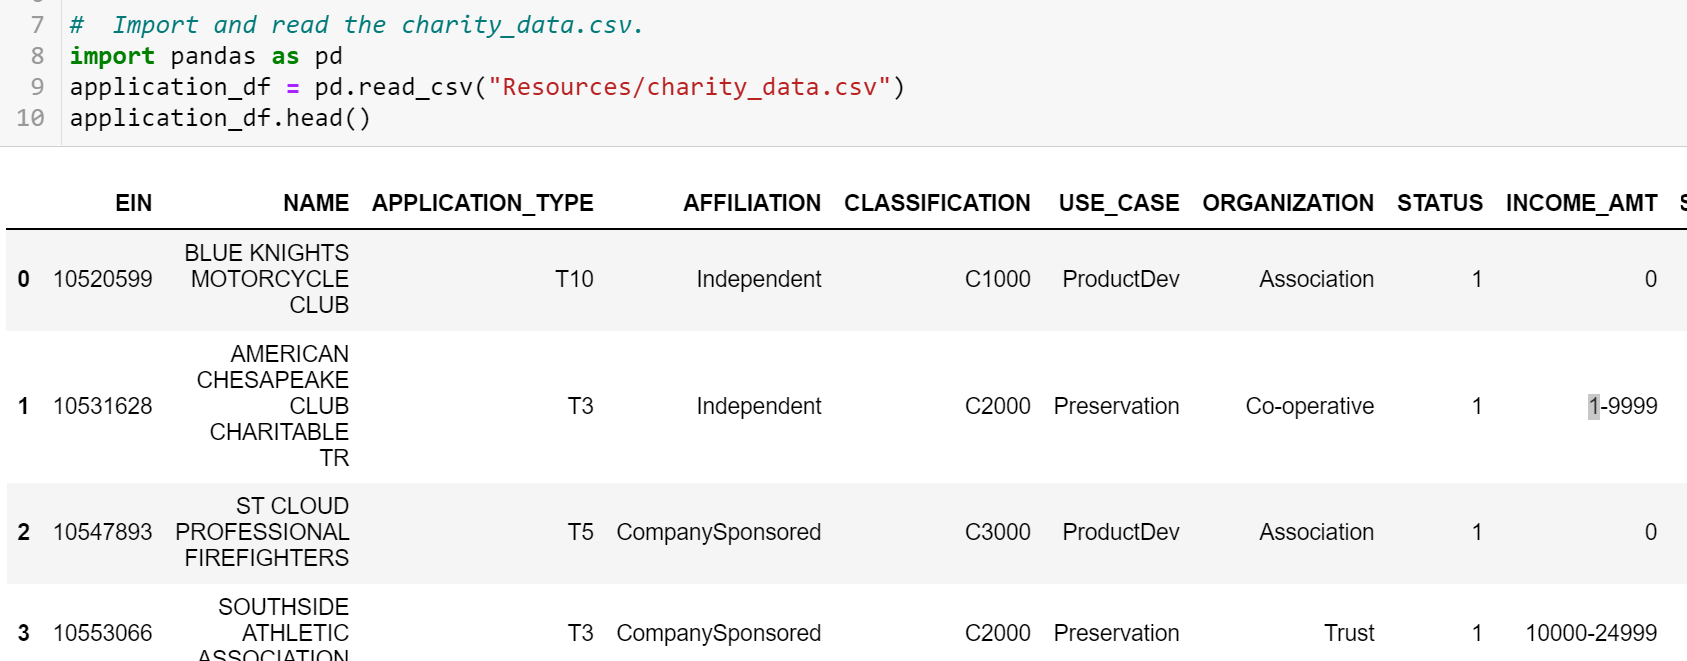 7 #  Import and read the charity_data.csv.
8 import pandas as pd
9 application_df = pd.read_csv("Resources/charity_data.csv")
10 application_df.head()
EIN NAME APPLICATION_TYPE AFFILIATION CLASSIFICATION USE_CASE ORGANIZATION STATUS INCOME_AMT
BLUE KNIGHTS
0 10520599 MOTORCYCLE T10 Independent C1000 ProductDev Association 1 0
CLUB
AMERICAN
CHESAPEAKE
1 10531628 CLUB T3 Independent C2000 Preservation Co-operative 1 1-9999
CHARITABLE
TR
ST CLOUD
2 10547893 PROFESSIONAL T5 CompanySponsored C3000 ProductDev Association 1 0
FIREFIGHTERS
SOUTHSIDE
3 10553066 ATHLETIC T3 CompanySponsored C2000 Preservation Trust 1 10000-24999
ASSOCIATION